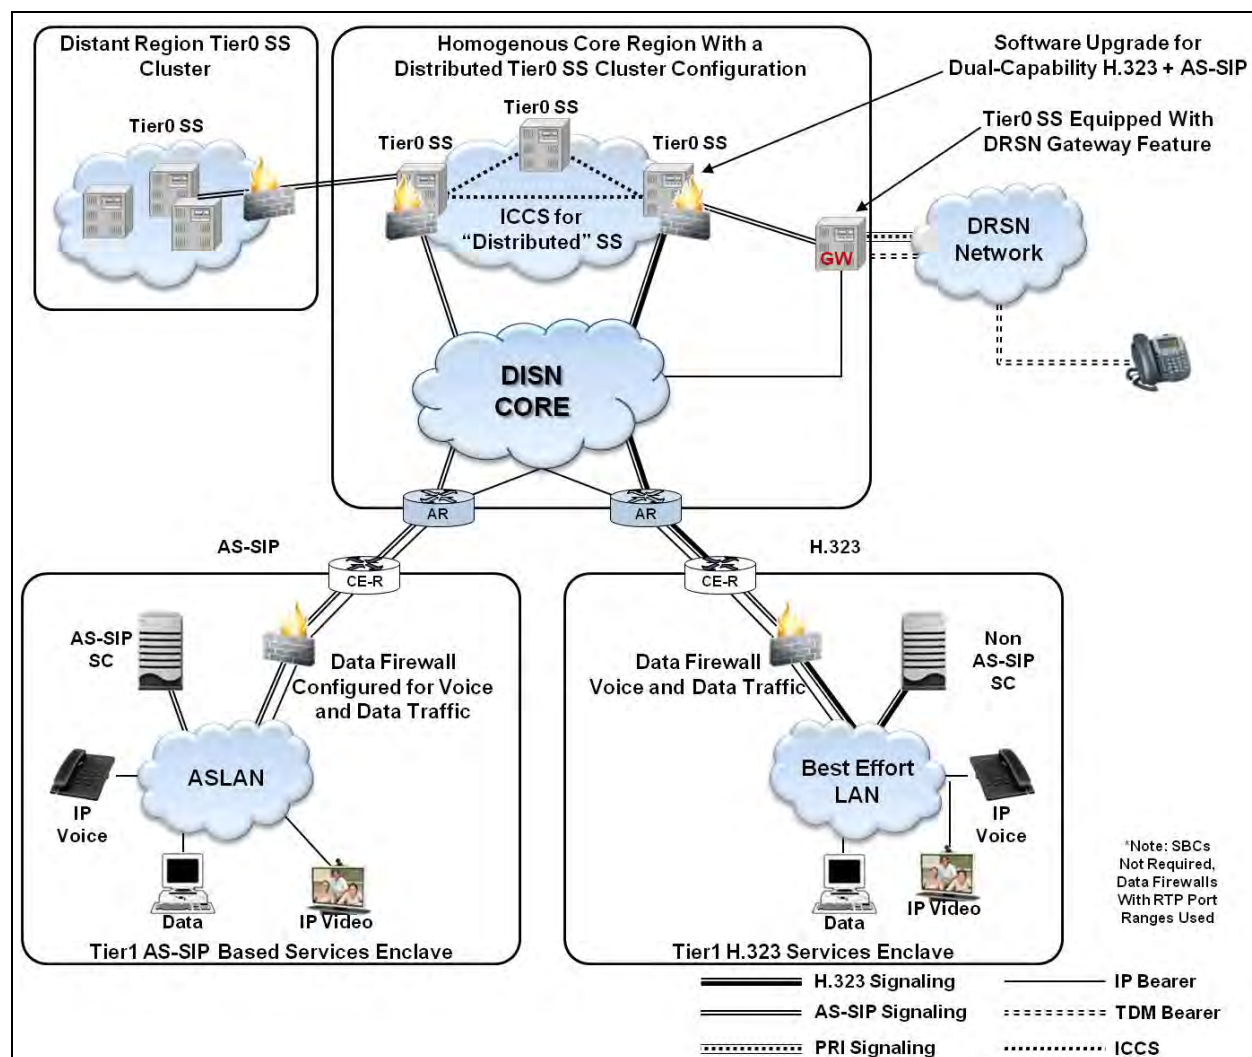 Distant Region Tier0 SS
Cluster
Homogenous Core Region With a
Distributed Tier0 SS Cluster Configuration
Software Upgrade for
Dual-Capability H.323 + AS-SIP
Tier0 SS Equipped With
DRSN Gateway Feature
Tier0 SS
Tier0 SS
Tier0 SS
Tier0 SS
ICCS for
“Distributed” SS
GW
DRSN
Network
DISN
CORE
AR
AR
AS-SIP
H.323
CE-R
CE-R
AS-SIP
SC
Data Firewall
Configured for Voice
and Data Traffic
ASLAN
IP
Voice
Data
IP Video
Tier1 AS-SIP Based Services Enclave
Data Firewall
Voice and Data Traffic
Non
AS-SIP
SC
Best Effort
LAN
IP
Voice
Data
IP Video
Tier1 H.323 Services Enclave
*Note: SBCs
Not Required,
Data Firewalls
With RTP Port
Ranges Used
H.323 Signaling
AS-SIP Signaling
PRI Signaling
IP Bearer
TDM Bearer
ICCS